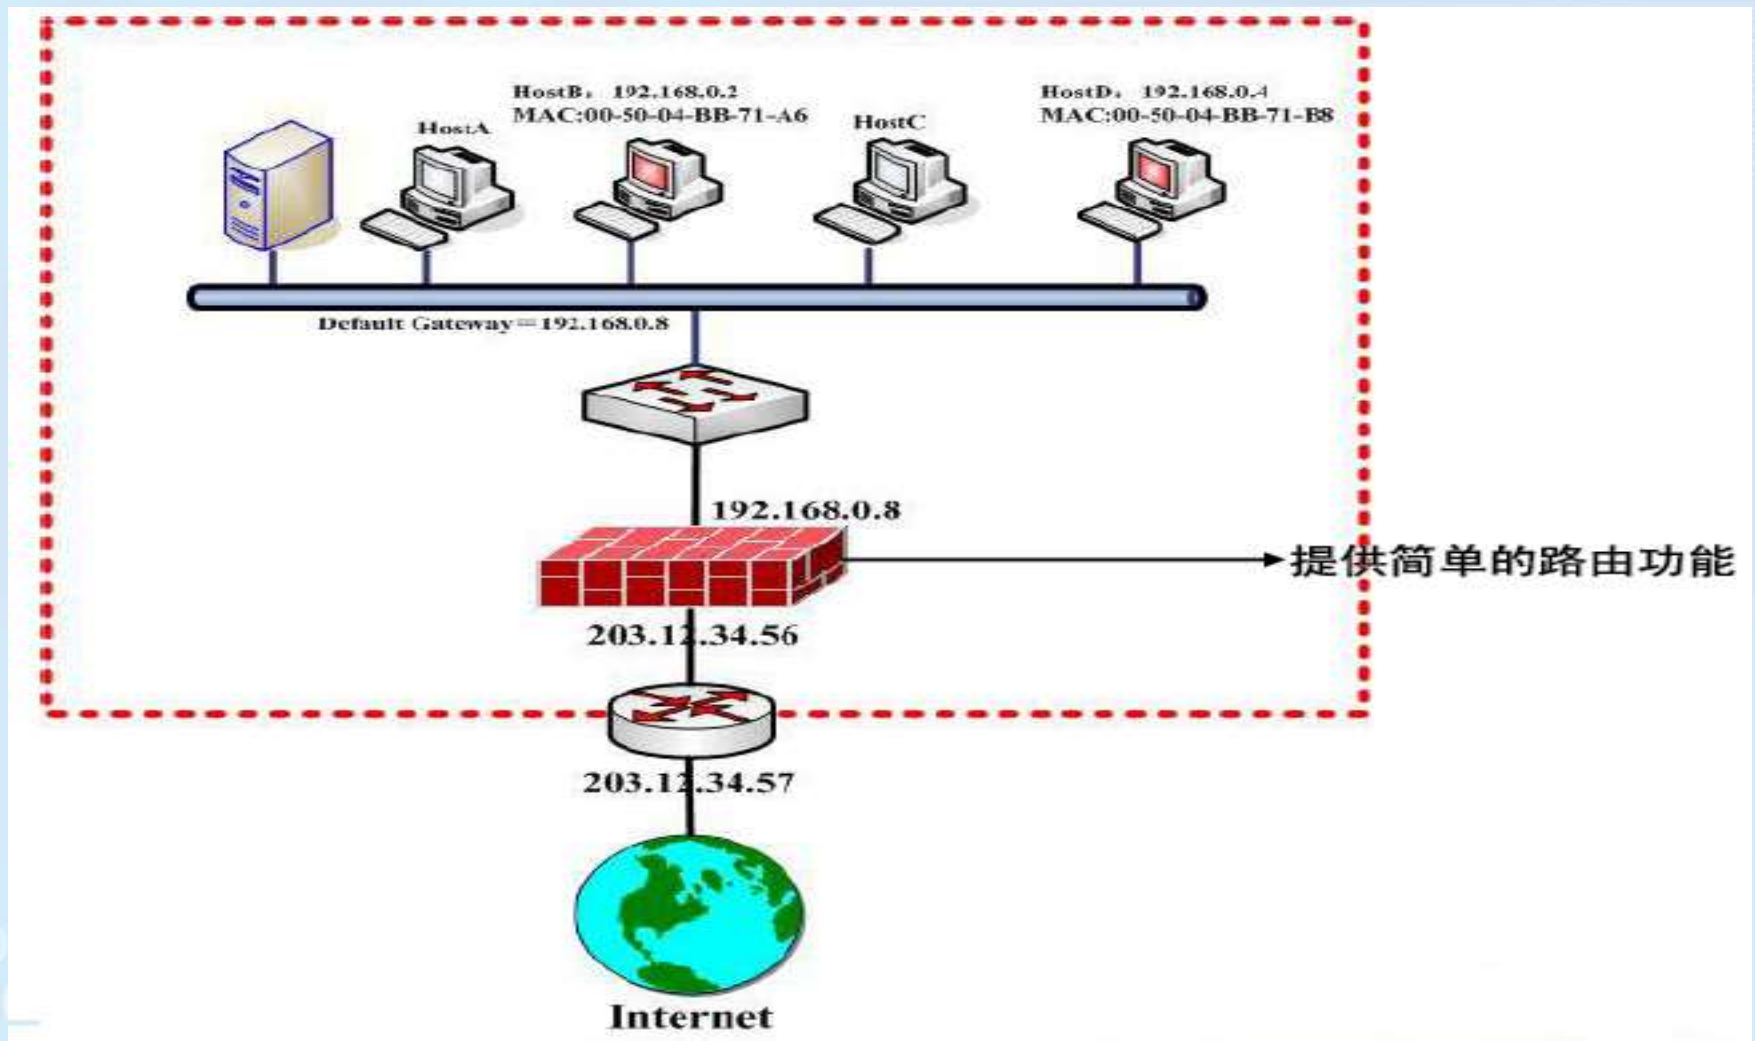 HostB: 192.168.0.2
MAC:00-50-04-BB-71-A6
HostD: 192.168.0.4
MAC:00-50-04-BB-71-B8
HostA
HostC
Default Gateway=192.168.0.8
192.168.0.8
提供简单的路由功能
203.12.34.56
203.12.34.57
Internet